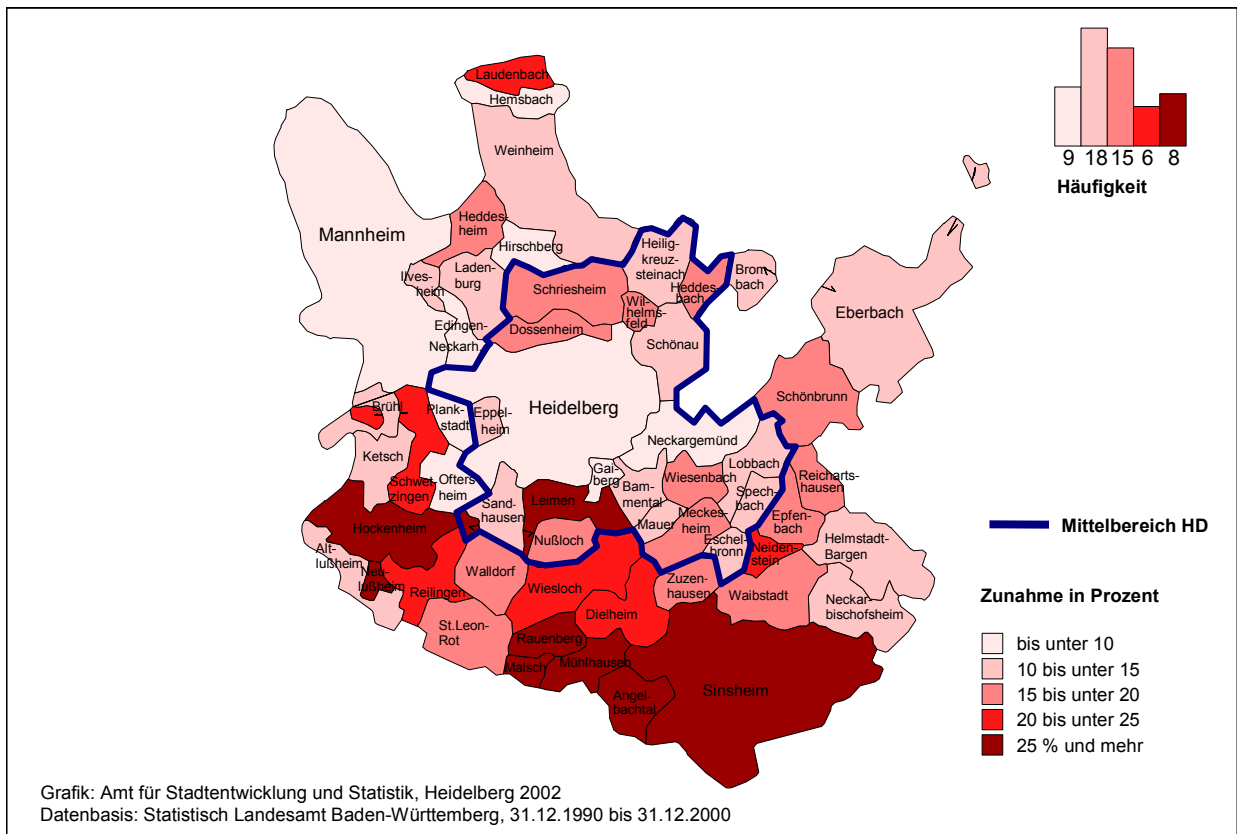 Laudenbach
Hemsbach
Weinheim
Mannheim
Heddes-
heim
Hirschberg
Heilig-
kreuz-
steinach
Ilves-
heim
Laden-
burg
Schriesheim
Heddes-
bach
Brom-
bach
Wil-
helms-
feld
Edingen-
Neckarh.
Dossenheim
Schönau
Eberbach
Schönbrunn
Brühl
Plank-
stadt
Eppel-
heim
Heidelberg
Neckargemünd
Ketsch
Schwet-
zingen
Ofters
heim
Gai-
berg
Bam-
mental
Wiesenbach
Lobbach
Reicharts-
hausen
Sand-
hausen
Leimen
Spech-
bach
Hockenheim
Mauer
Meckes-
heim
Epfen-
bach
Nußloch
Eschel-
bronn
Neiden-
stein
Helmstadt-
Bargen
Alt-
lußheim
Neu-
lußheim
Reilingen
Walldorf
Wiesloch
Zuzen-
hausen
Waibstadt
Neckar-
bischofsheim
Dielheim
St.Leon-
Rot
Rauenberg
Malsch
Mühlhausen
Angel-
bachtal
Sinsheim
9 18 15 6 8
Häufigkeit
Mittelbereich HD
Zunahme in Prozent
bis unter 10
10 bis unter 15
15 bis unter 20
20 bis unter 25
25 % und mehr
Grafik: Amt für Stadtentwicklung und Statistik, Heidelberg 2002
Datenbasis: Statistisch Landesamt Baden-Württemberg, 31.12.1990 bis 31.12.2000